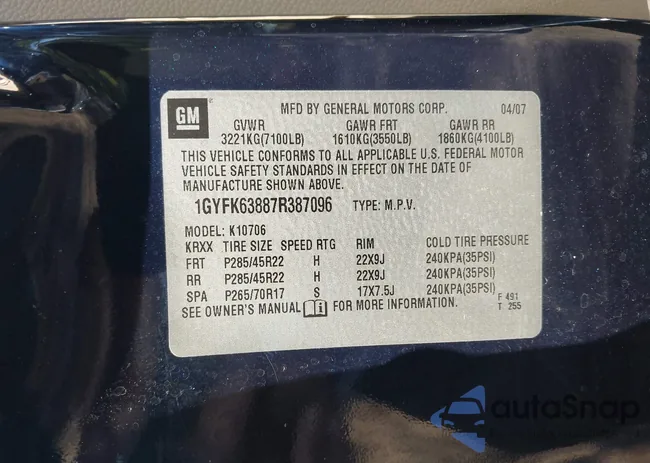 GM
MFD BY GENERAL MOTORS CORP. 04/07
GVWR GAWR FRT GAWR RR
3221KG(7100LB) 1610KG(3550LB) 1860KG(4100LB)
THIS VEHICLE CONFORMS TO ALL APPLICABLE U.S. FEDERAL MOTOR
VEHICLE SAFETY STANDARDS IN EFFECT ON THE DATE OF
MANUFACTURE SHOWN ABOVE.
1GYFK63887R387096 TYPE: M.P.V.
MODEL: K10706
KRXX TIRE SIZE SPEED RTG RIM COLD TIRE PRESSURE
FRT P285/45R22 H 22X9J 240KPA(35PSI)
RR P285/45R22 H 22X9J 240KPA(35PSI)
SPA P265/70R17 S 17X7.5J 240KPA(35PSI)
SEE OWNER'S MANUAL FOR MORE INFORMATION.
F 491
T 255
autoSnap